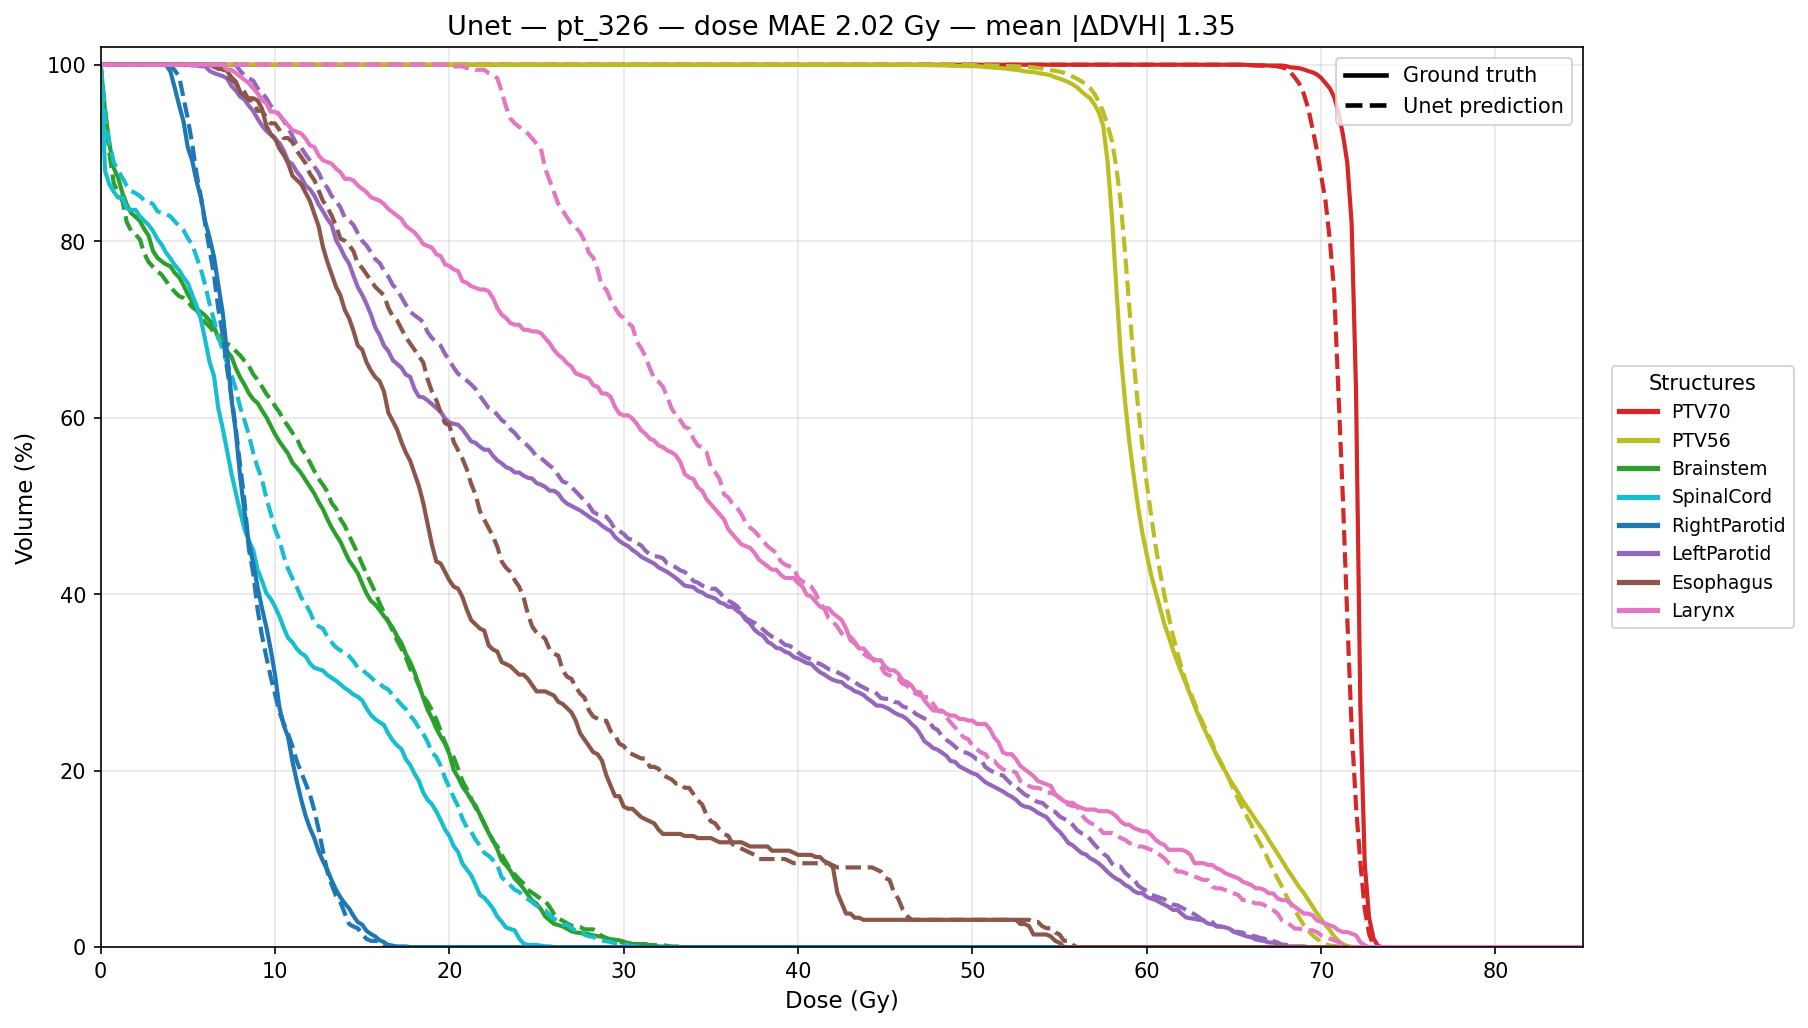 Unet — pt_326 — dose MAE 2.02 Gy — mean |ΔDVH| 1.35
Ground truth
Unet prediction
Volume (%)
100
80
60
40
20
0
0 10 20 30 40 50 60 70 80
Dose (Gy)
Structures
PTV70
PTV56
Brainstem
SpinalCord
RightParotid
LeftParotid
Esophagus
Larynx